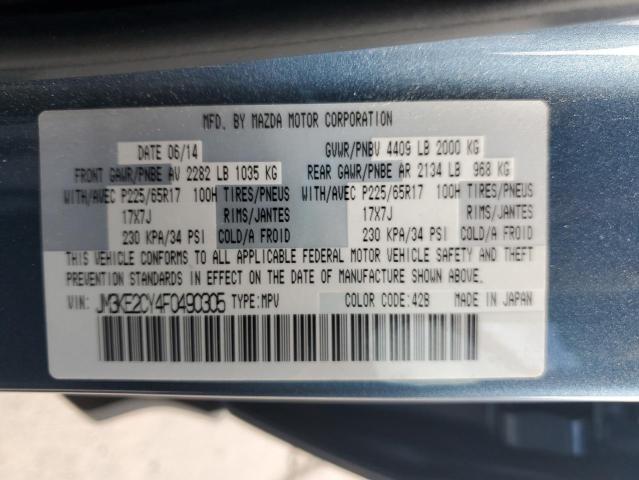 MFD. BY MAZDA MOTOR CORPORATION
DATE 06/14 GVWR/PNBV 4409 LB 2000 KG
FRONT GAWR/PNBE AV 2282 LB 1035 KG REAR GAWR/PNBE AR 2134 LB 968 KG
WITH/AVEC P225/65R17 100H TIRES/PNEUS WITH/AVEC P225/65R17 100H TIRES/PNEUS
17X7J RIMS/JANTES 17X7J RIMS/JANTES
230 KPA/34 PSI COLD/A FROID 230 KPA/34 PSI COLD/A FROID
THIS VEHICLE CONFORMS TO ALL APPLICABLE FEDERAL MOTOR VEHICLE SAFETY AND THEFT
PREVENTION STANDARDS IN EFFECT ON THE DATE OF MANUFACTURE SHOWN ABOVE.
VIN: JM3KE2CY4F0490305 TYPE:MPV COLOR CODE:42B MADE IN JAPAN